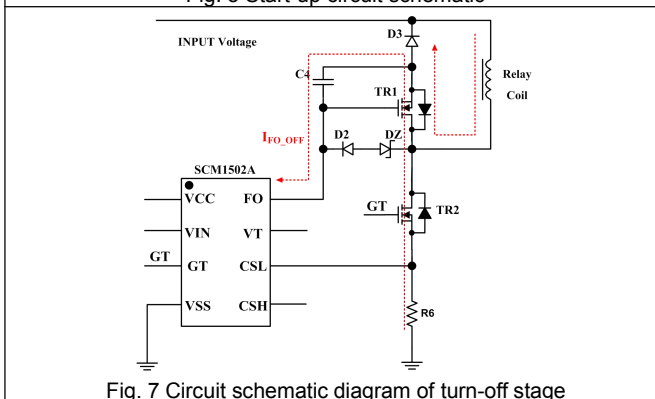 Fig. 6 Start-up circuit schematic
INPUT Voltage
D3
C4
TR1
Relay
Coil
I_FO_OFF
D2
DZ
SCM1502A
VCC
FO
GT
TR2
VIN
VT
GT
GT
CSL
VSS
CSH
R6
Fig. 7 Circuit schematic diagram of turn-off stage